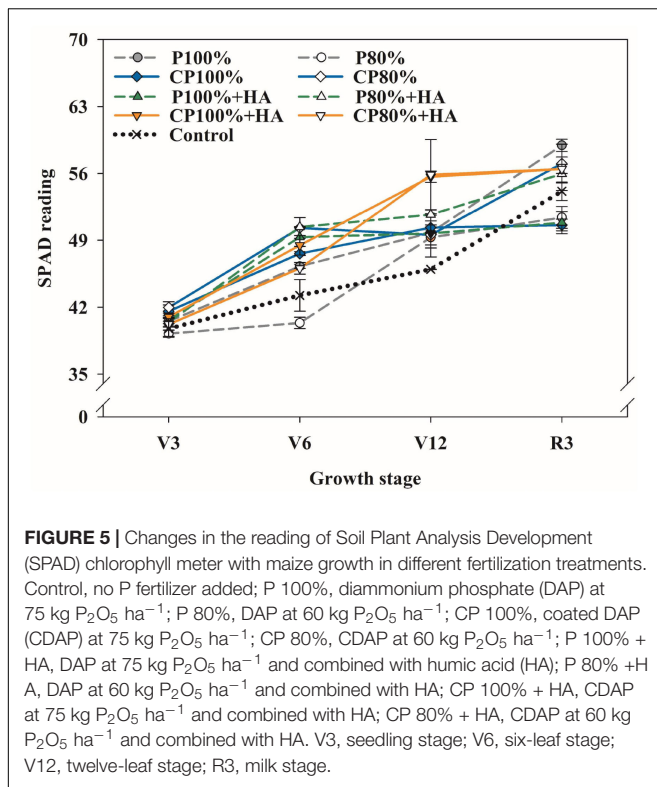 70
63
56
49
42
35
0
SPAD reading
P100% P80%
CP100% CP80%
P100%+HA P80%+HA
CP100%+HA CP80%+HA
Control
V3 V6 V12 R3
Growth stage
FIGURE 5 | Changes in the reading of Soil Plant Analysis Development
(SPAD) chlorophyll meter with maize growth in different fertilization treatments.
Control, no P fertilizer added; P 100%, diammonium phosphate (DAP) at
75 kg P₂O₅ ha⁻¹; P 80%, DAP at 60 kg P₂O₅ ha⁻¹; CP 100%, coated DAP
(CDAP) at 75 kg P₂O₅ ha⁻¹; CP 80%, CDAP at 60 kg P₂O₅ ha⁻¹; P 100% +
HA, DAP at 75 kg P₂O₅ ha⁻¹ and combined with humic acid (HA); P 80% +H
A, DAP at 60 kg P₂O₅ ha⁻¹ and combined with HA; CP 100% + HA, CDAP
at 75 kg P₂O₅ ha⁻¹ and combined with HA; CP 80% + HA, CDAP at 60 kg
P₂O₅ ha⁻¹ and combined with HA. V3, seedling stage; V6, six-leaf stage;
V12, twelve-leaf stage; R3, milk stage.